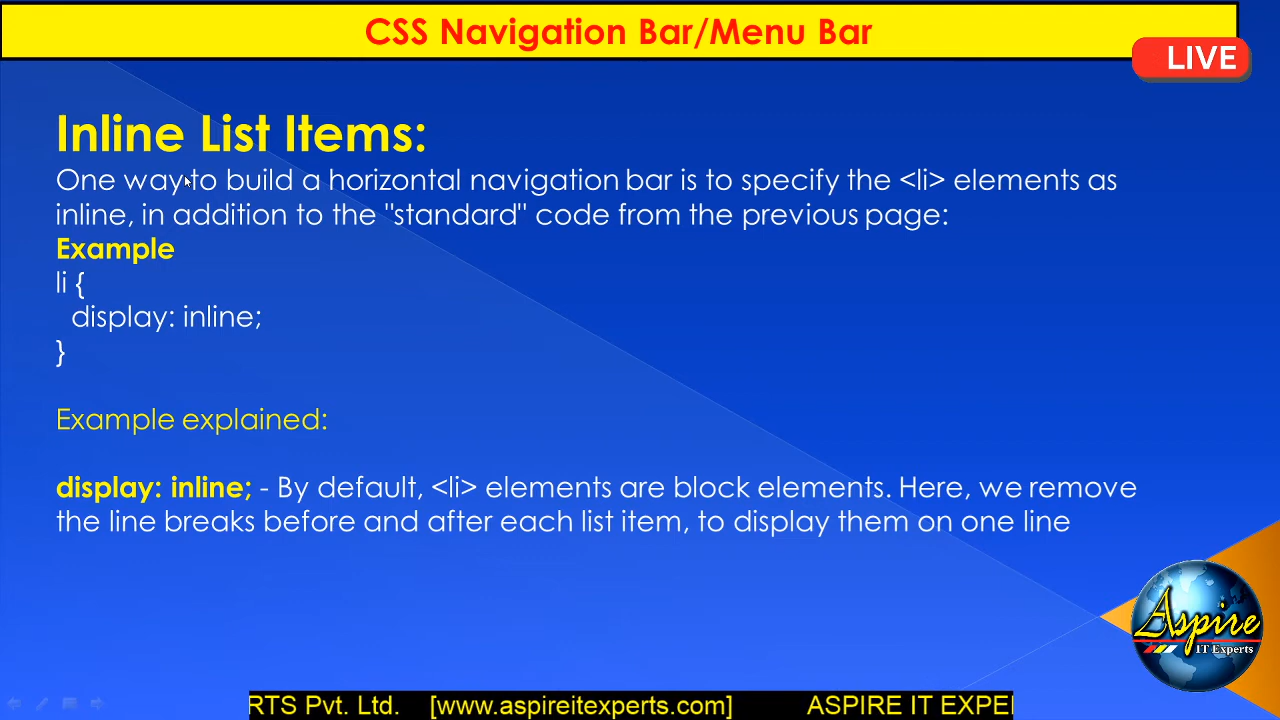 CSS Navigation Bar/Menu Bar
LIVE
Inline List Items:
One way to build a horizontal navigation bar is to specify the <li> elements as
inline, in addition to the "standard" code from the previous page:
Example
li {
display: inline;
}
Example explained:
display: inline; - By default, <li> elements are block elements. Here, we remove
the line breaks before and after each list item, to display them on one line
Aspire
IT Experts
RTS Pvt. Ltd. [www.aspireitexperts.com] ASPIRE IT EXPE